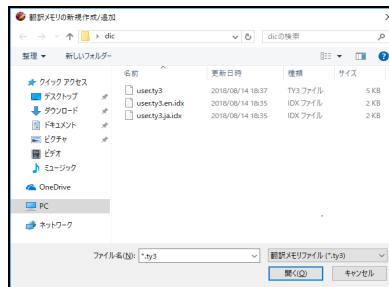 翻訳メモリの新規作成/追加
› dic
dicの検索
整理 新しいフォルダー
名前 更新日時 種類 サイズ
user.ty3 2018/08/14 18:37 TY3 ファイル 5 KB
user.ty3.en.idx 2018/08/14 18:35 IDX ファイル 2 KB
user.ty3.ja.idx 2018/08/14 18:35 IDX ファイル 2 KB
クイック アクセス
デスクトップ
ダウンロード
ドキュメント
ピクチャ
ビデオ
ミュージック
OneDrive
PC
ネットワーク
ファイル名(N): *.ty3 翻訳メモリファイル (*.ty3)
開く(O) キャンセル